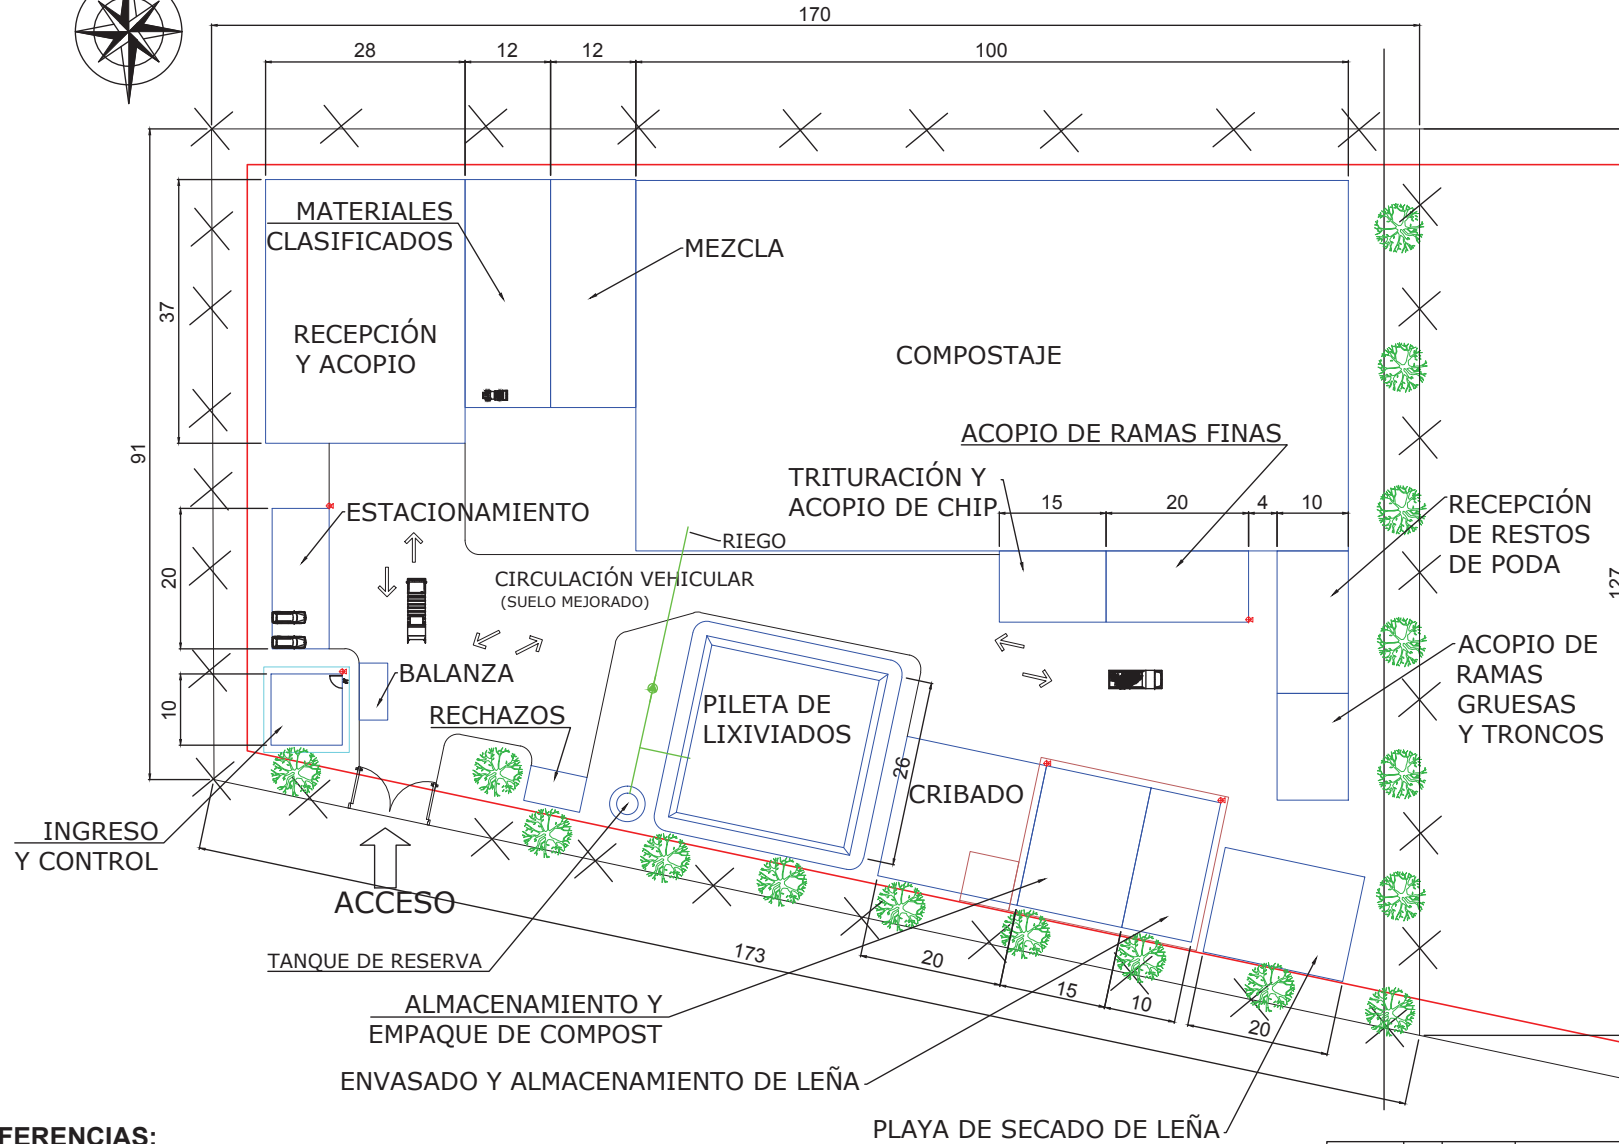 170
28
12
12
100
MATERIALES
CLASIFICADOS
MEZCLA
37
RECEPCIÓN
Y ACOPIO
COMPOSTAJE
91
ACOPIO DE RAMAS FINAS
TRITURACIÓN Y
ACOPIO DE CHIP
15
20
4
10
RECEPCIÓN
DE RESTOS
DE PODA
ESTACIONAMIENTO
RIEGO
20
CIRCULACIÓN VEHICULAR
(SUELO MEJORADO)
127
BALANZA
ACOPIO DE
RAMAS
GRUESAS
Y TRONCOS
10
RECHAZOS
PILETA DE
LIXIVIADOS
26
CRIBADO
INGRESO
Y CONTROL
ACCESO
173
TANQUE DE RESERVA
20
15
10
20
ALMACENAMIENTO Y
EMPAQUE DE COMPOST
ENVASADO Y ALMACENAMIENTO DE LEÑA
PLAYA DE SECADO DE LEÑA
FERENCIAS: